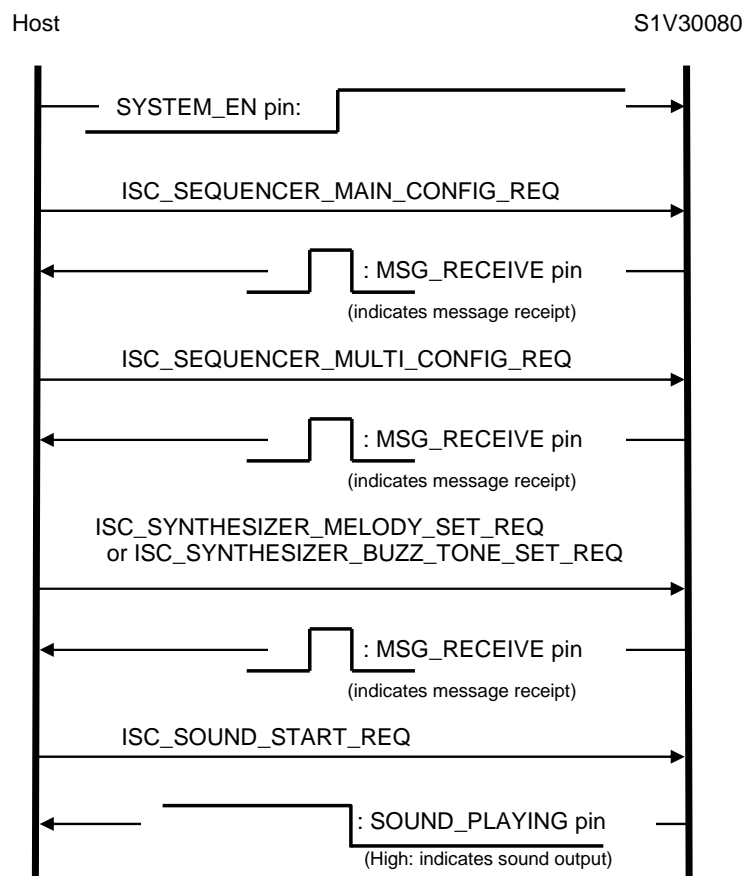 Host
S1V30080
SYSTEM_EN pin:
ISC_SEQUENCER_MAIN_CONFIG_REQ
: MSG_RECEIVE pin
(indicates message receipt)
ISC_SEQUENCER_MULTI_CONFIG_REQ
: MSG_RECEIVE pin
(indicates message receipt)
ISC_SYNTHESIZER_MELODY_SET_REQ
or ISC_SYNTHESIZER_BUZZ_TONE_SET_REQ
: MSG_RECEIVE pin
(indicates message receipt)
ISC_SOUND_START_REQ
: SOUND_PLAYING pin
(High: indicates sound output)